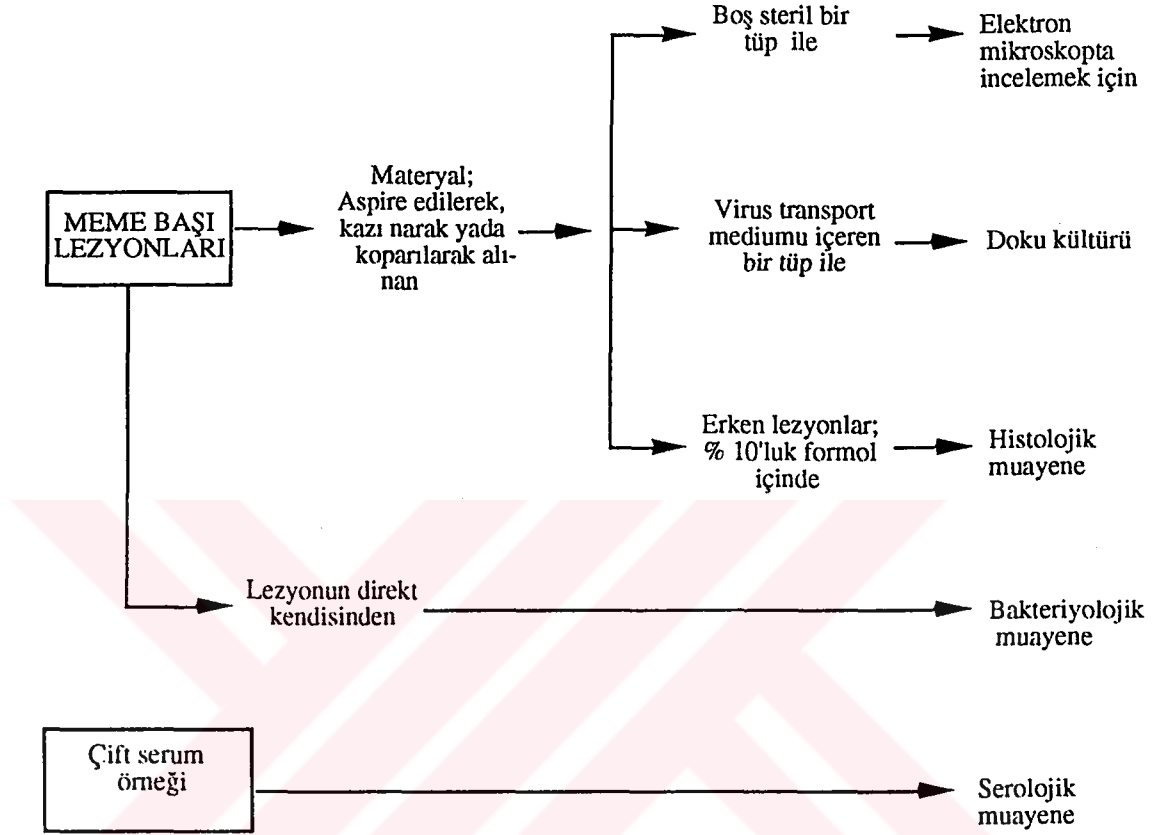 Boş steril bir
tüp ile
Elektron
mikroskopta
incelemek için
MEME BAŞI
LEZYONLARI
Materyal;
Aspire edilerek,
kazı narak yada
koparılarak alı-
nan
Virus transport
mediumu içeren
bir tüp ile
Doku kültürü
Erken lezyonlar;
% 10'luk formol
içinde
Histolojik
muayene
Lezyonun direkt
kendisinden
Bakteriyolojik
muayene
Çift serum
örneği
Serolojik
muayene